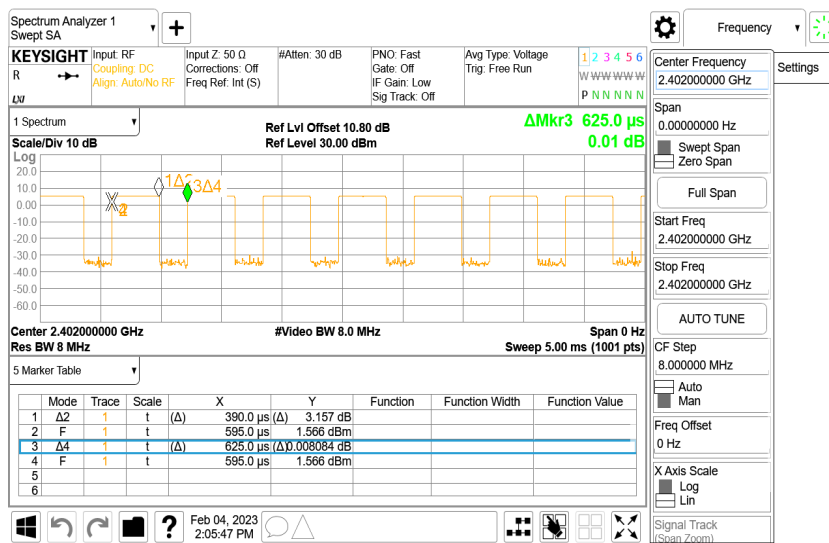 Spectrum Analyzer 1
Swept SA
Frequency
KEYSIGHT
R
LXI
Input: RF
Coupling: DC
Align: Auto/No RF
Input Z: 50 Ω
Corrections: Off
Freq Ref: Int (S)
#Atten: 30 dB
PNO: Fast
Gate: Off
IF Gain: Low
Sig Track: Off
Avg Type: Voltage
Trig: Free Run
1 2 3 4 5 6
W W W W W W
P N N N N N
1 Spectrum
Scale/Div 10 dB
Ref Lvl Offset 10.80 dB
Ref Level 30.00 dBm
ΔMkr3 625.0 µs
0.01 dB
Log
20.0
10.0
0.00
-10.0
-20.0
-30.0
-40.0
-50.0
-60.0
3Δ4
Center 2.402000000 GHz
#Video BW 8.0 MHz
Span 0 Hz
Res BW 8 MHz
Sweep 5.00 ms (1001 pts)
5 Marker Table
Mode Trace Scale X Y Function Function Width Function Value
1 Δ2 1 t (Δ) 390.0 µs (Δ) 3.157 dB
2 F 1 t 595.0 µs 1.566 dBm
3 Δ4 1 t (Δ) 625.0 µs (Δ)0.008084 dB
4 F 1 t 595.0 µs 1.566 dBm
5
6
Feb 04, 2023
2:05:47 PM
?
Center Frequency
2.402000000 GHz
Settings
Span
0.00000000 Hz
Swept Span
Zero Span
Full Span
Start Freq
2.402000000 GHz
Stop Freq
2.402000000 GHz
AUTO TUNE
CF Step
8.000000 MHz
Auto
Man
Freq Offset
0 Hz
X Axis Scale
Log
Lin
Signal Track
(Span Zoom)